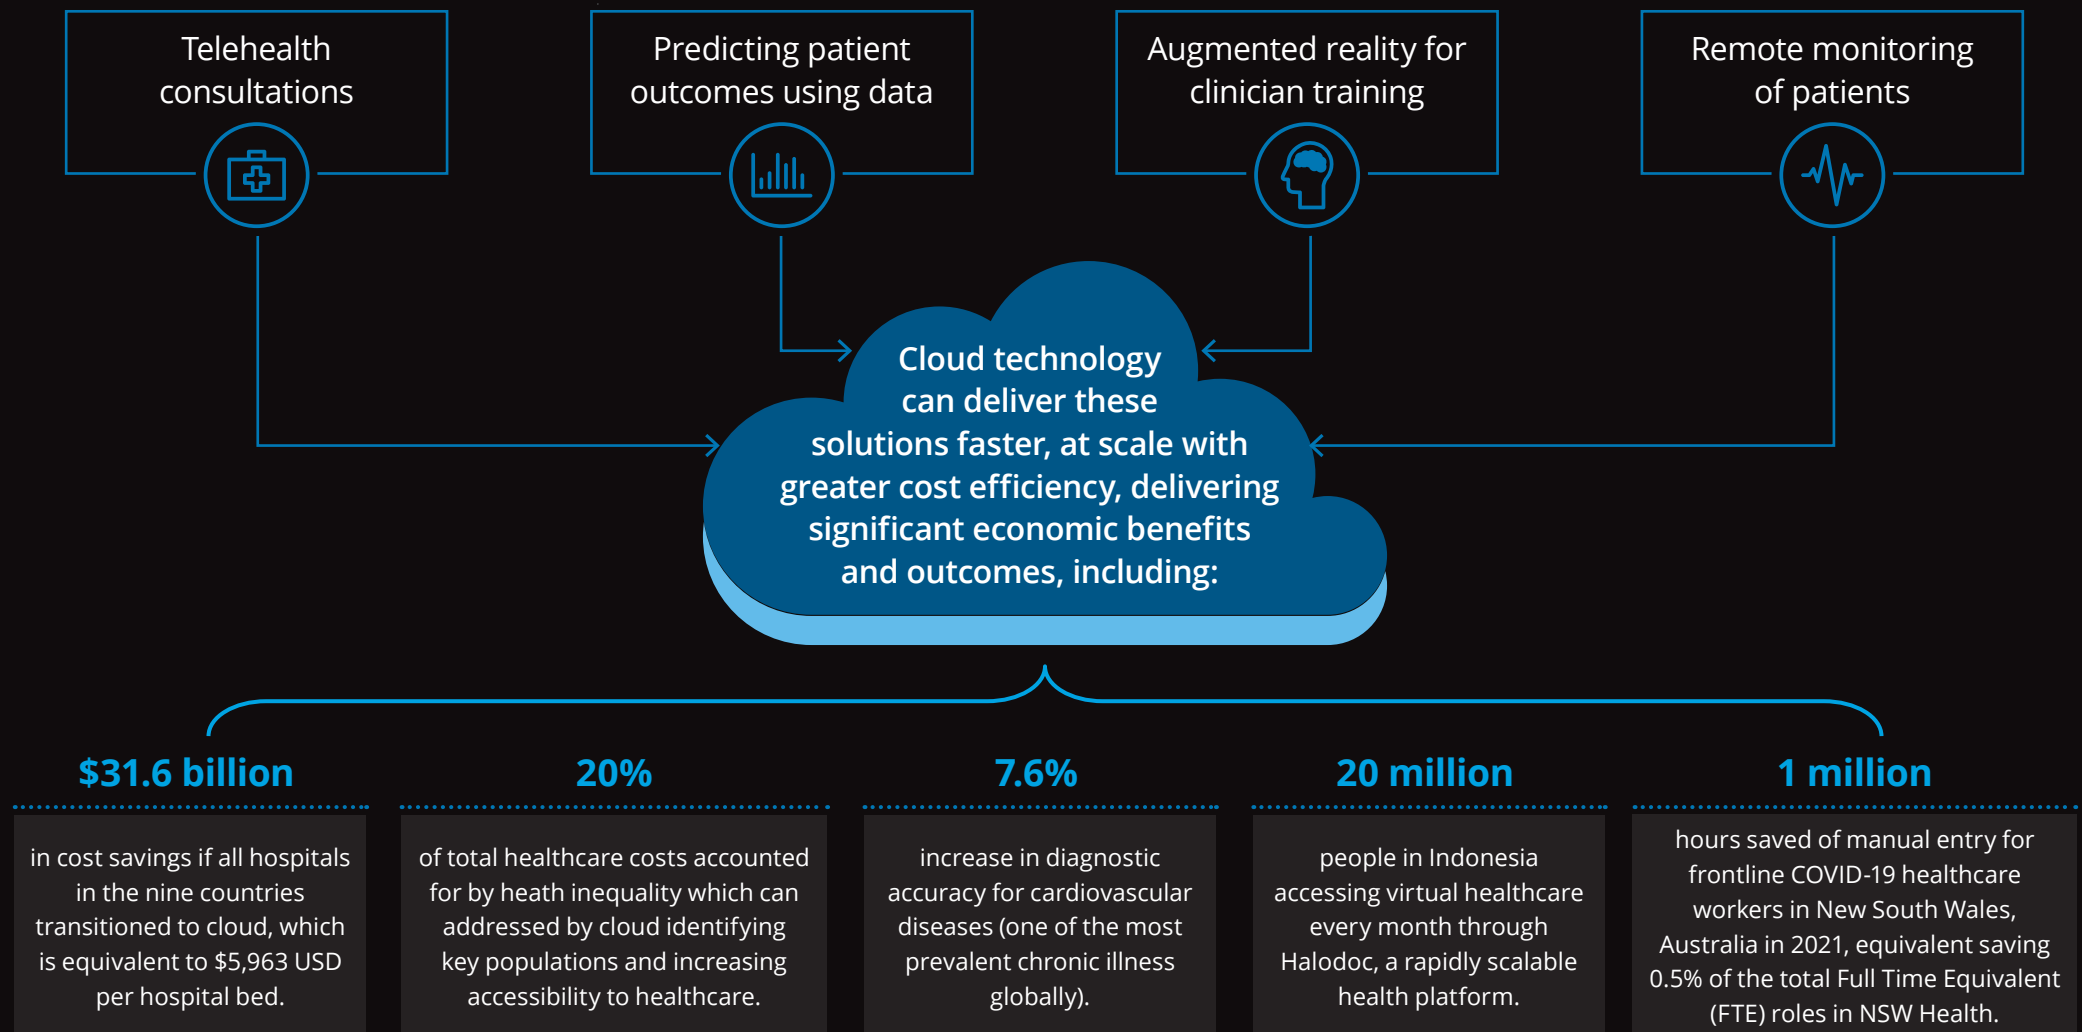 Telehealth
consultations
Predicting patient
outcomes using data
Augmented reality for
clinician training
Remote monitoring
of patients
Cloud technology
can deliver these
solutions faster, at scale with
greater cost efficiency, delivering
significant economic benefits
and outcomes, including:
$31.6 billion
in cost savings if all hospitals
in the nine countries
transitioned to cloud, which
is equivalent to $5,963 USD
per hospital bed.
20%
of total healthcare costs accounted
for by heath inequality which can
addressed by cloud identifying
key populations and increasing
accessibility to healthcare.
7.6%
increase in diagnostic
accuracy for cardiovascular
diseases (one of the most
prevalent chronic illness
globally).
20 million
people in Indonesia
accessing virtual healthcare
every month through
Halodoc, a rapidly scalable
health platform.
1 million
hours saved of manual entry for
frontline COVID-19 healthcare
workers in New South Wales,
Australia in 2021, equivalent saving
0.5% of the total Full Time Equivalent
(FTE) roles in NSW Health.